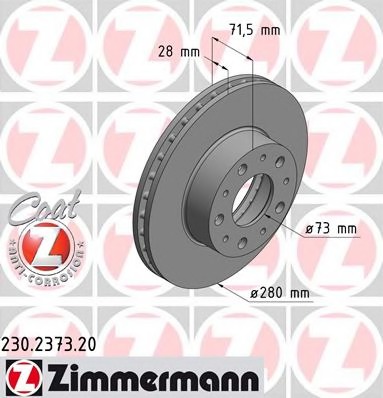 71,5 mm
28 mm
Coat
Z
ANTI-CORROSION
ø73 mm
ø280 mm
230.2373.20
Z Zimmermann